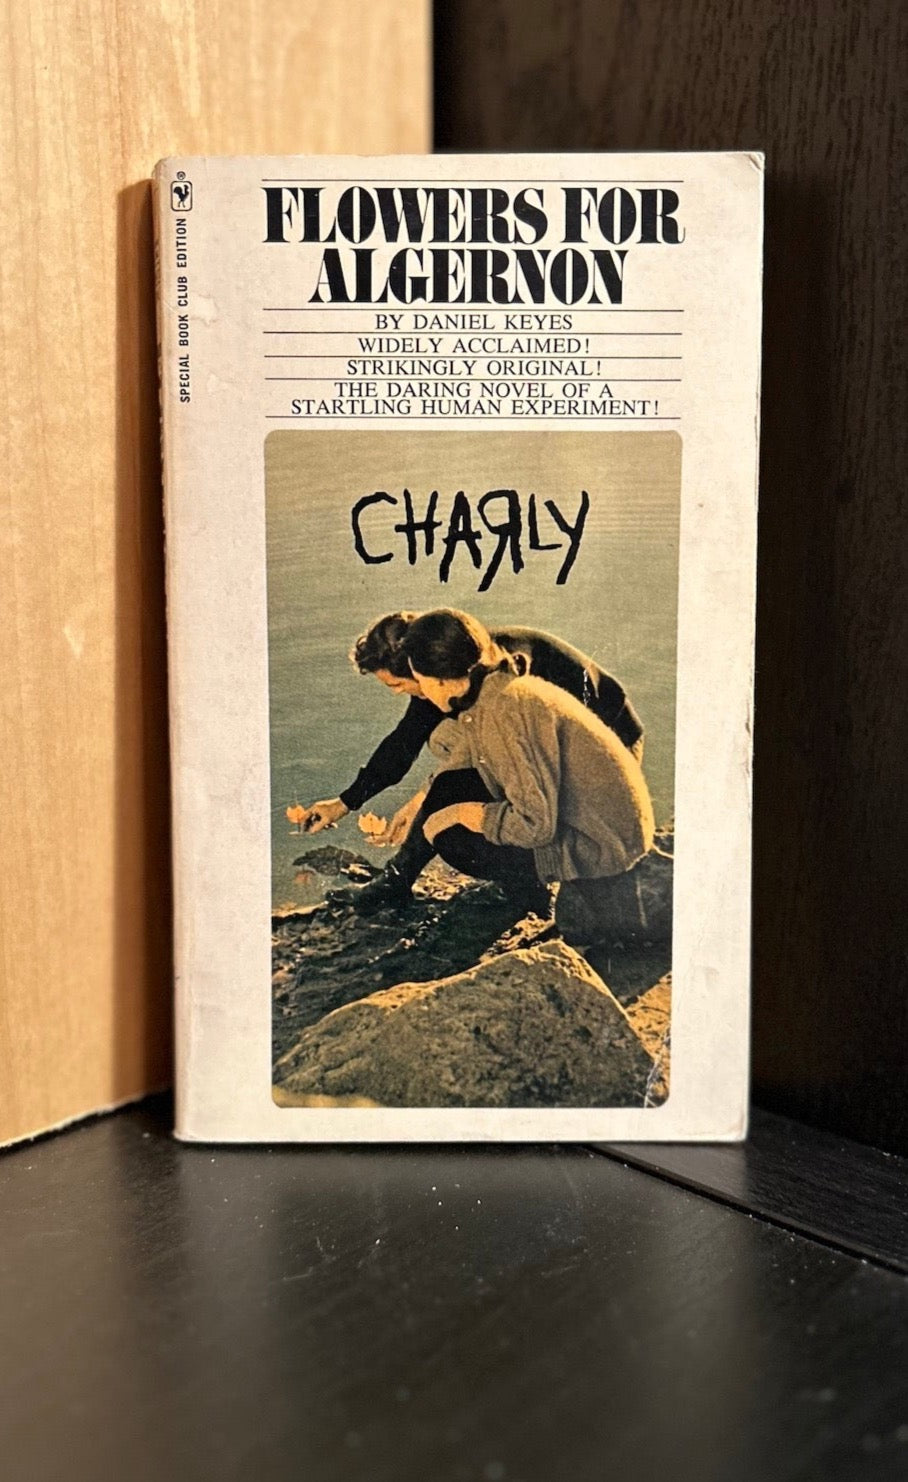 ®
SPECIAL BOOK CLUB EDITION
FLOWERS FOR
ALGERNON
BY DANIEL KEYES
WIDELY ACCLAIMED!
STRIKINGLY ORIGINAL!
THE DARING NOVEL OF A
STARTLING HUMAN EXPERIMENT!
CHAЯLY